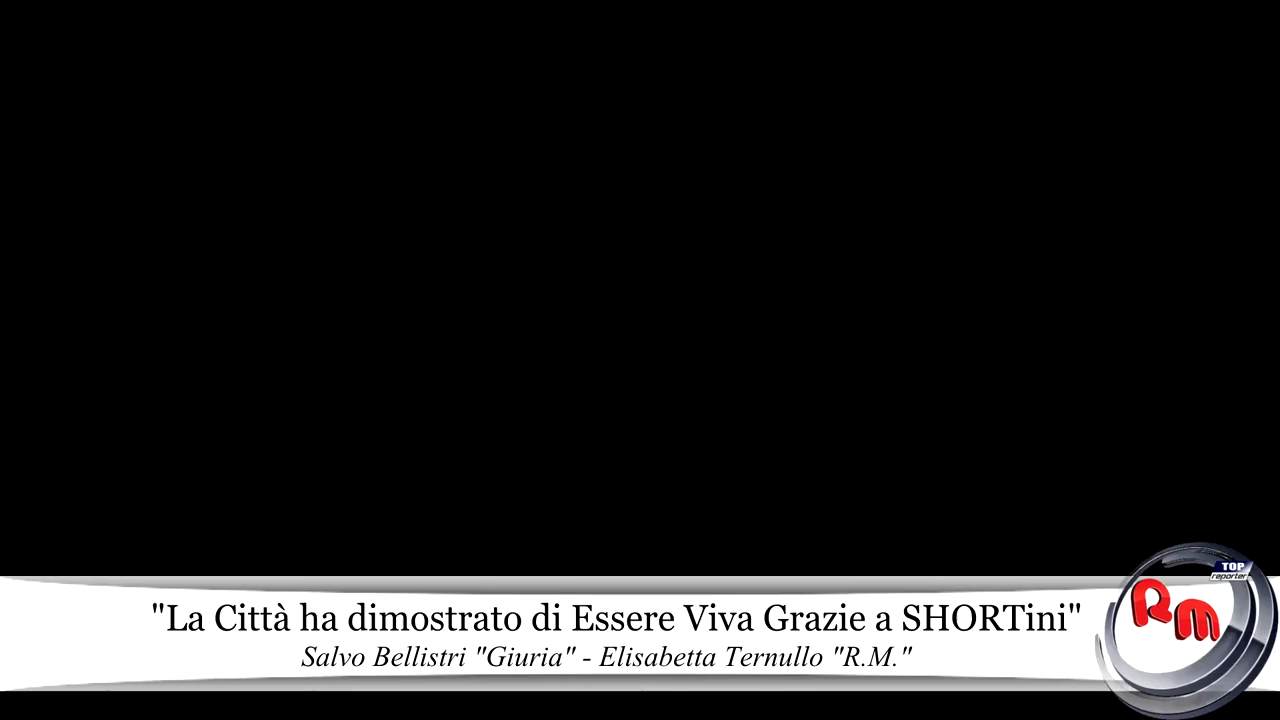 TOP
reporter
RM
"La Città ha dimostrato di Essere Viva Grazie a SHORTini"
Salvo Bellistri "Giuria" - Elisabetta Ternullo "R.M."